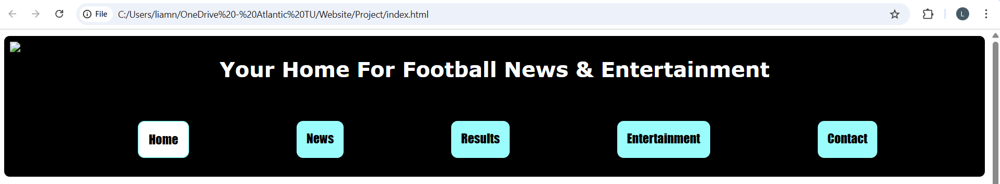 File C:/Users/liamn/OneDrive%20-%20Atlantic%20TU/Website/Project/index.html L
Your Home For Football News & Entertainment
Home News Results Entertainment Contact